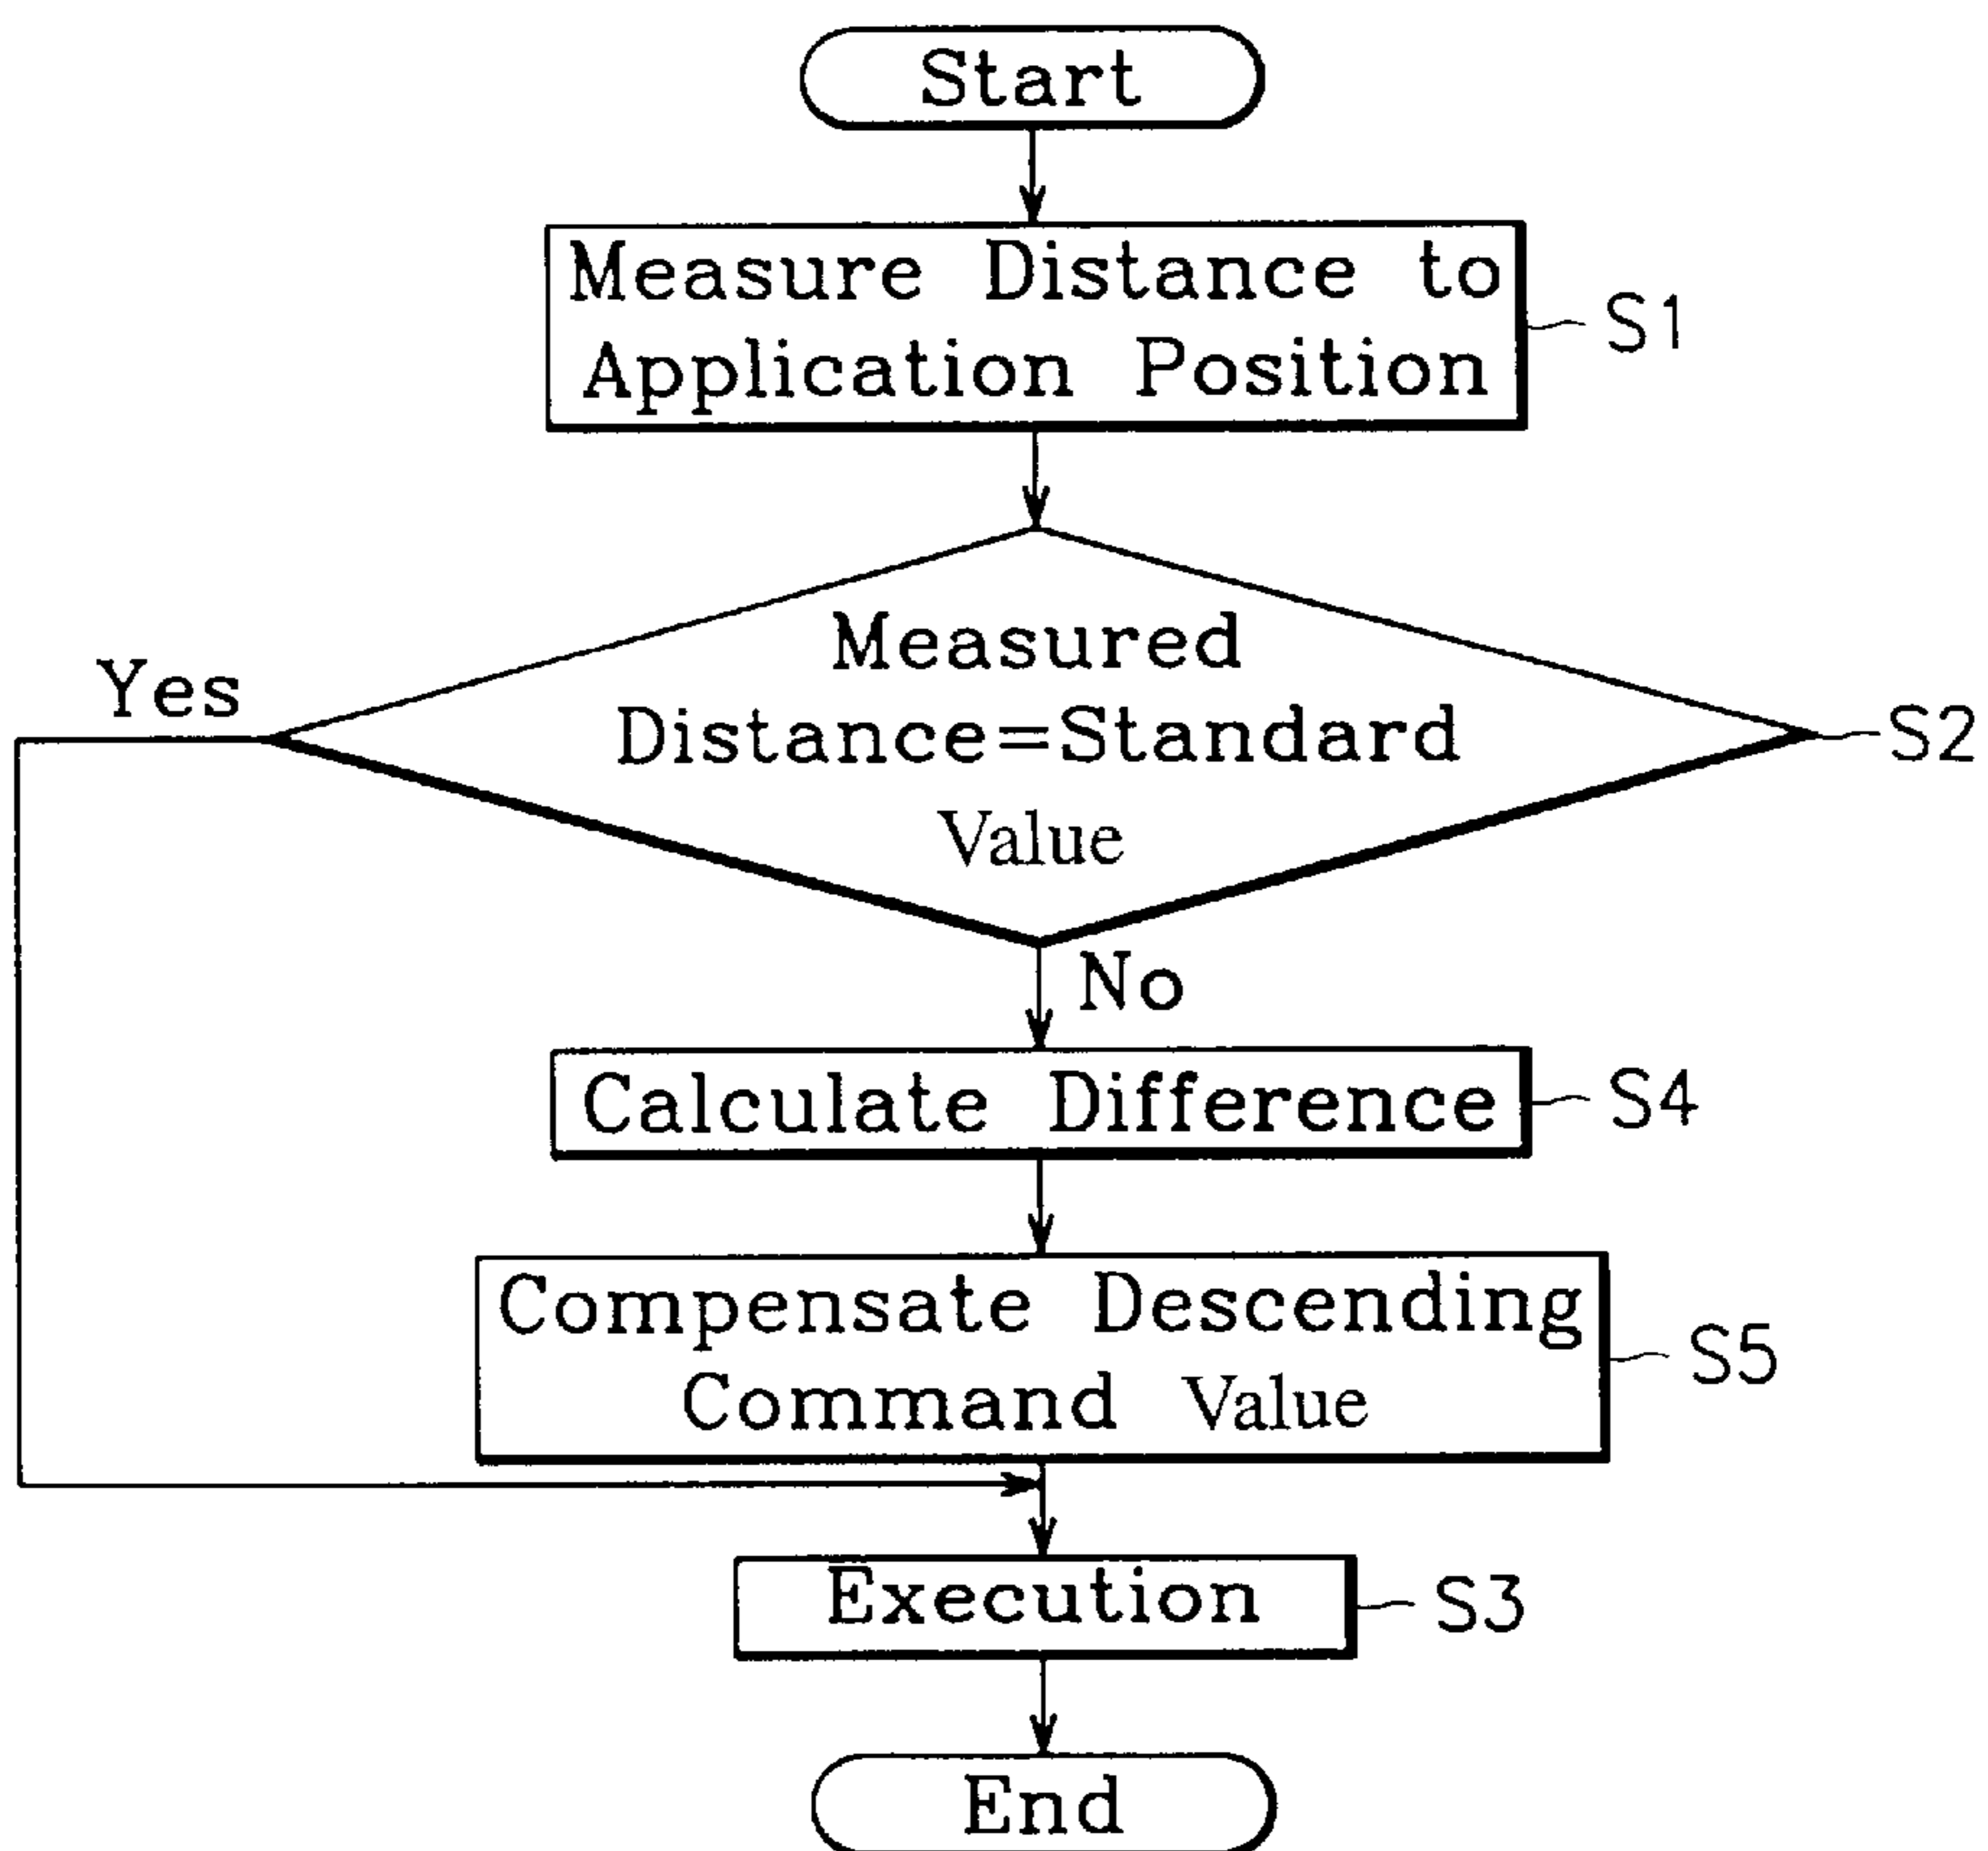 Start
Measure Distance to
Application Position
S1
Measured
Distance=Standard
Value
S2
Yes
No
Calculate Difference
S4
Compensate Descending
Command Value
S5
Execution
S3
End